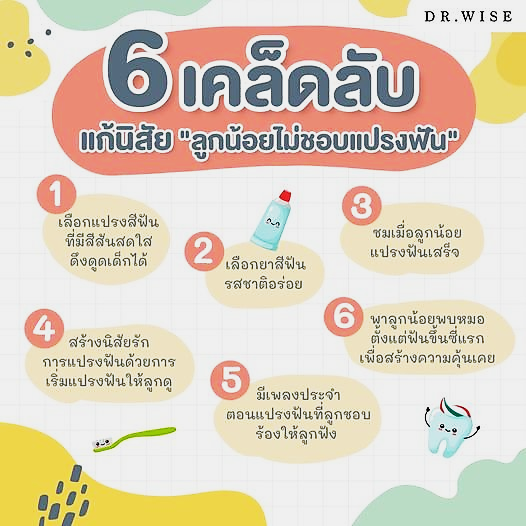 DR.WISE
6 เคล็ดลับ
แก้นิสัย "ลูกน้อยไม่ชอบแปรงฟัน"
1
เลือกแปรงสีฟัน
ที่มีสีสันสดใส
ดึงดูดเด็กได้
2
เลือกยาสีฟัน
รสชาติอร่อย
3
ชมเมื่อลูกน้อย
แปรงฟันเสร็จ
4
สร้างนิสัยรัก
การแปรงฟันด้วยการ
เริ่มแปรงฟันให้ลูกดู
5
มีเพลงประจำ
ตอนแปรงฟันที่ลูกชอบ
ร้องให้ลูกฟัง
6
พาลูกน้อยพบหมอ
ตั้งแต่ฟันขึ้นซี่แรก
เพื่อสร้างความคุ้นเคย